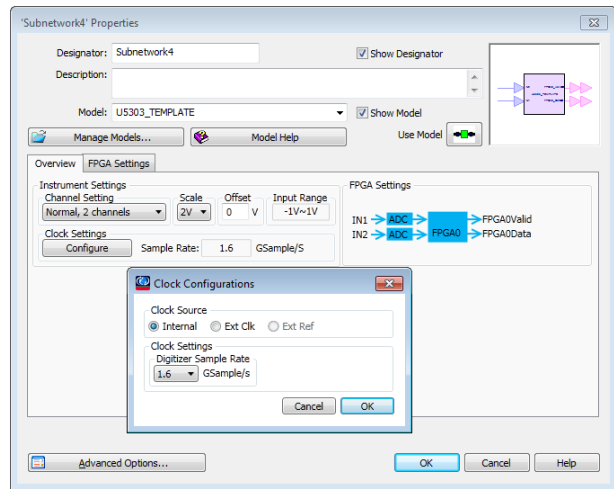 'Subnetwork4' Properties
Designator: Subnetwork4 Show Designator
Description:
Model: U5303_TEMPLATE Show Model
Manage Models... Model Help Use Model
Overview FPGA Settings
Instrument Settings FPGA Settings
Channel Setting Scale Offset Input Range
Normal, 2 channels 2V 0 V -1V~1V
IN1 ADC FPGA0 FPGA0Valid
IN2 ADC FPGA0Data
Clock Settings
Configure Sample Rate: 1.6 GSample/S
Clock Configurations
Clock Source
Internal Ext Clk Ext Ref
Clock Settings
Digitizer Sample Rate
1.6 GSample/s
Cancel OK
Advanced Options... OK Cancel Help